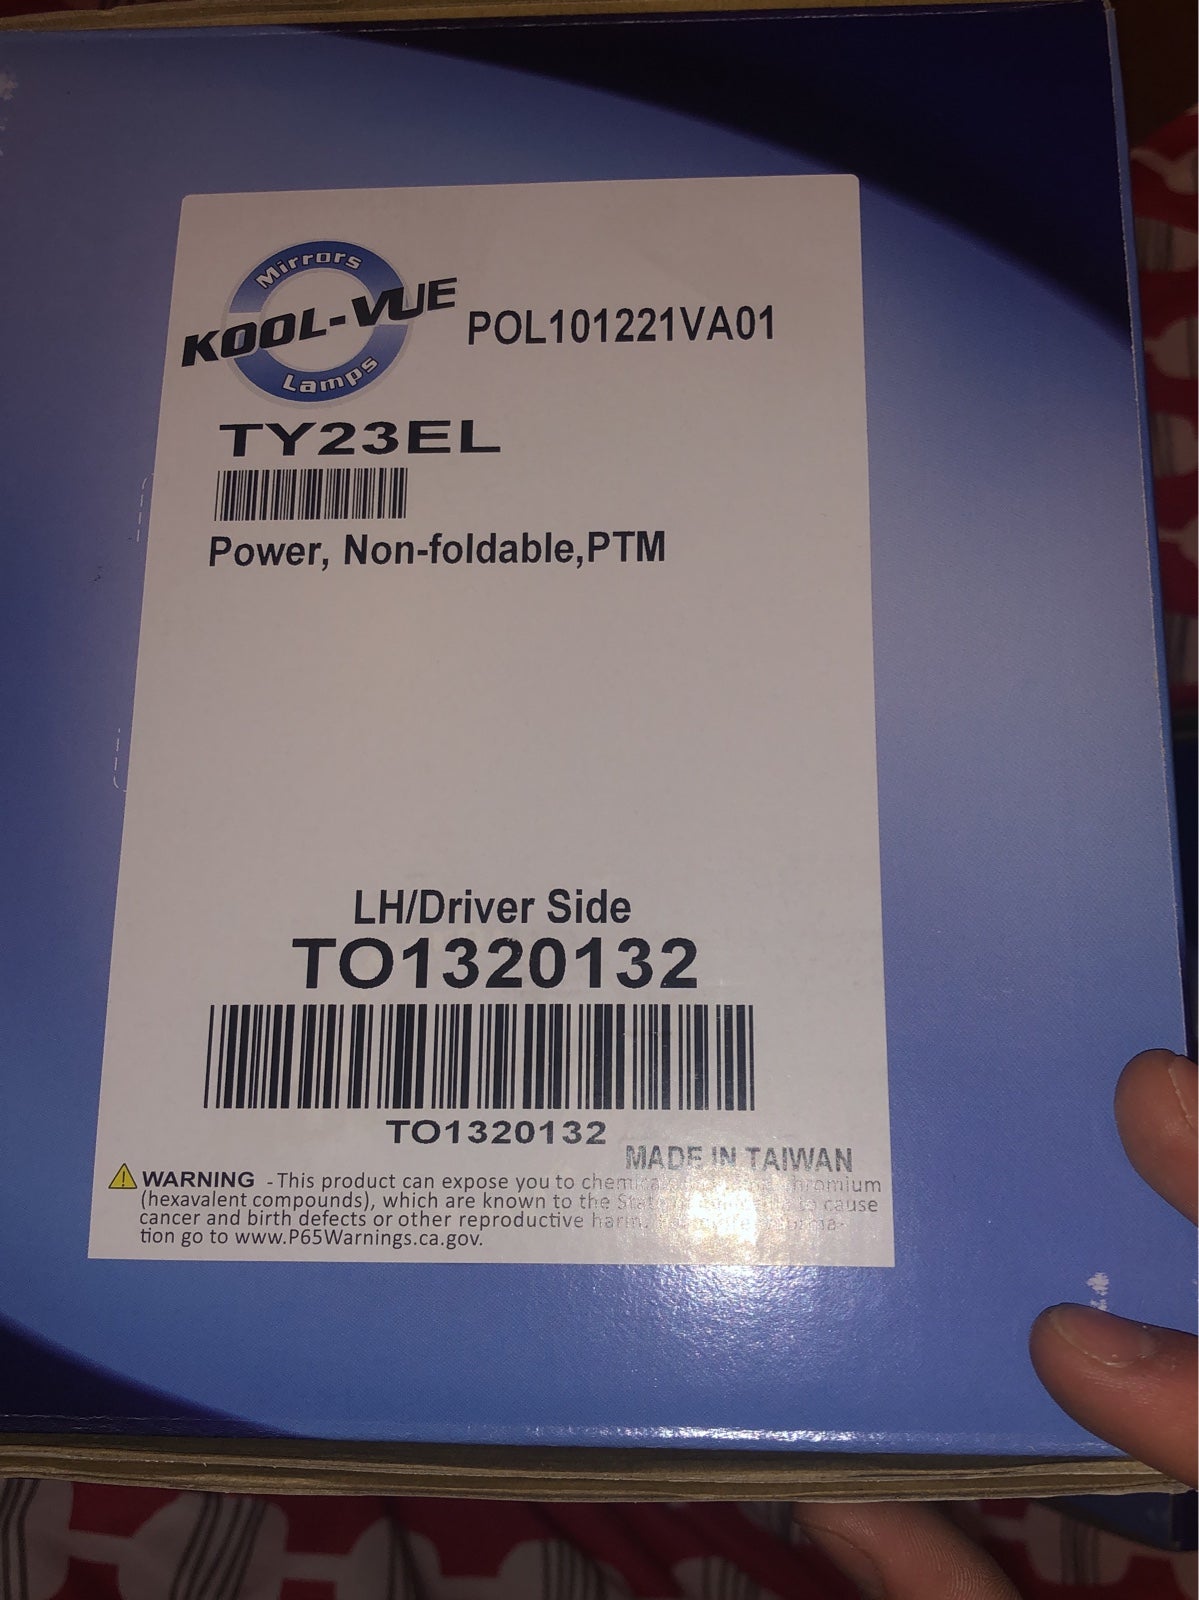 Mirrors
KOOL-VUE
Lamps
POL101221VA01
TY23EL
Power, Non-foldable,PTM
LH/Driver Side
TO1320132
TO1320132
MADE IN TAIWAN
WARNING - This product can expose you to chromium
(hexavalent compounds), which are known to the cause
cancer and birth defects or other reproductive harm.
tion go to www.P65Warnings.ca.gov.